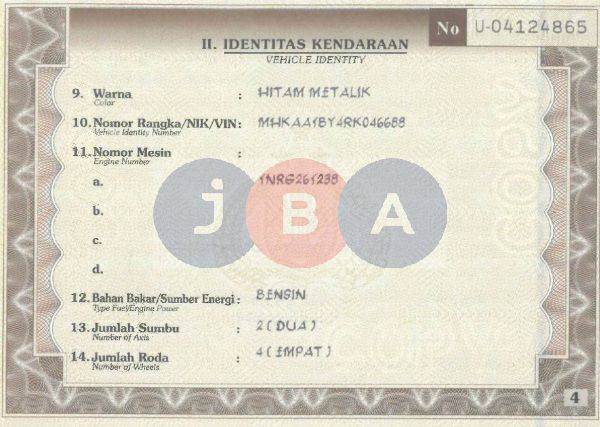 No U-04124865
II. IDENTITAS KENDARAAN
VEHICLE IDENTITY
9. Warna : HITAM METALIK
Color
10. Nomor Rangka/NIK/VIN : MHKAA1BY4RK046688
Vehicle Identity Number
11. Nomor Mesin :
Engine Number
a. 1NRG261238
b.
c.
d.
JBA
12. Bahan Bakar/Sumber Energi : BENSIN
Type Fuel/Engine Power
13. Jumlah Sumbu : 2 (DUA)
Number of Axis
14. Jumlah Roda : 4 (EMPAT)
Number of Wheels
4